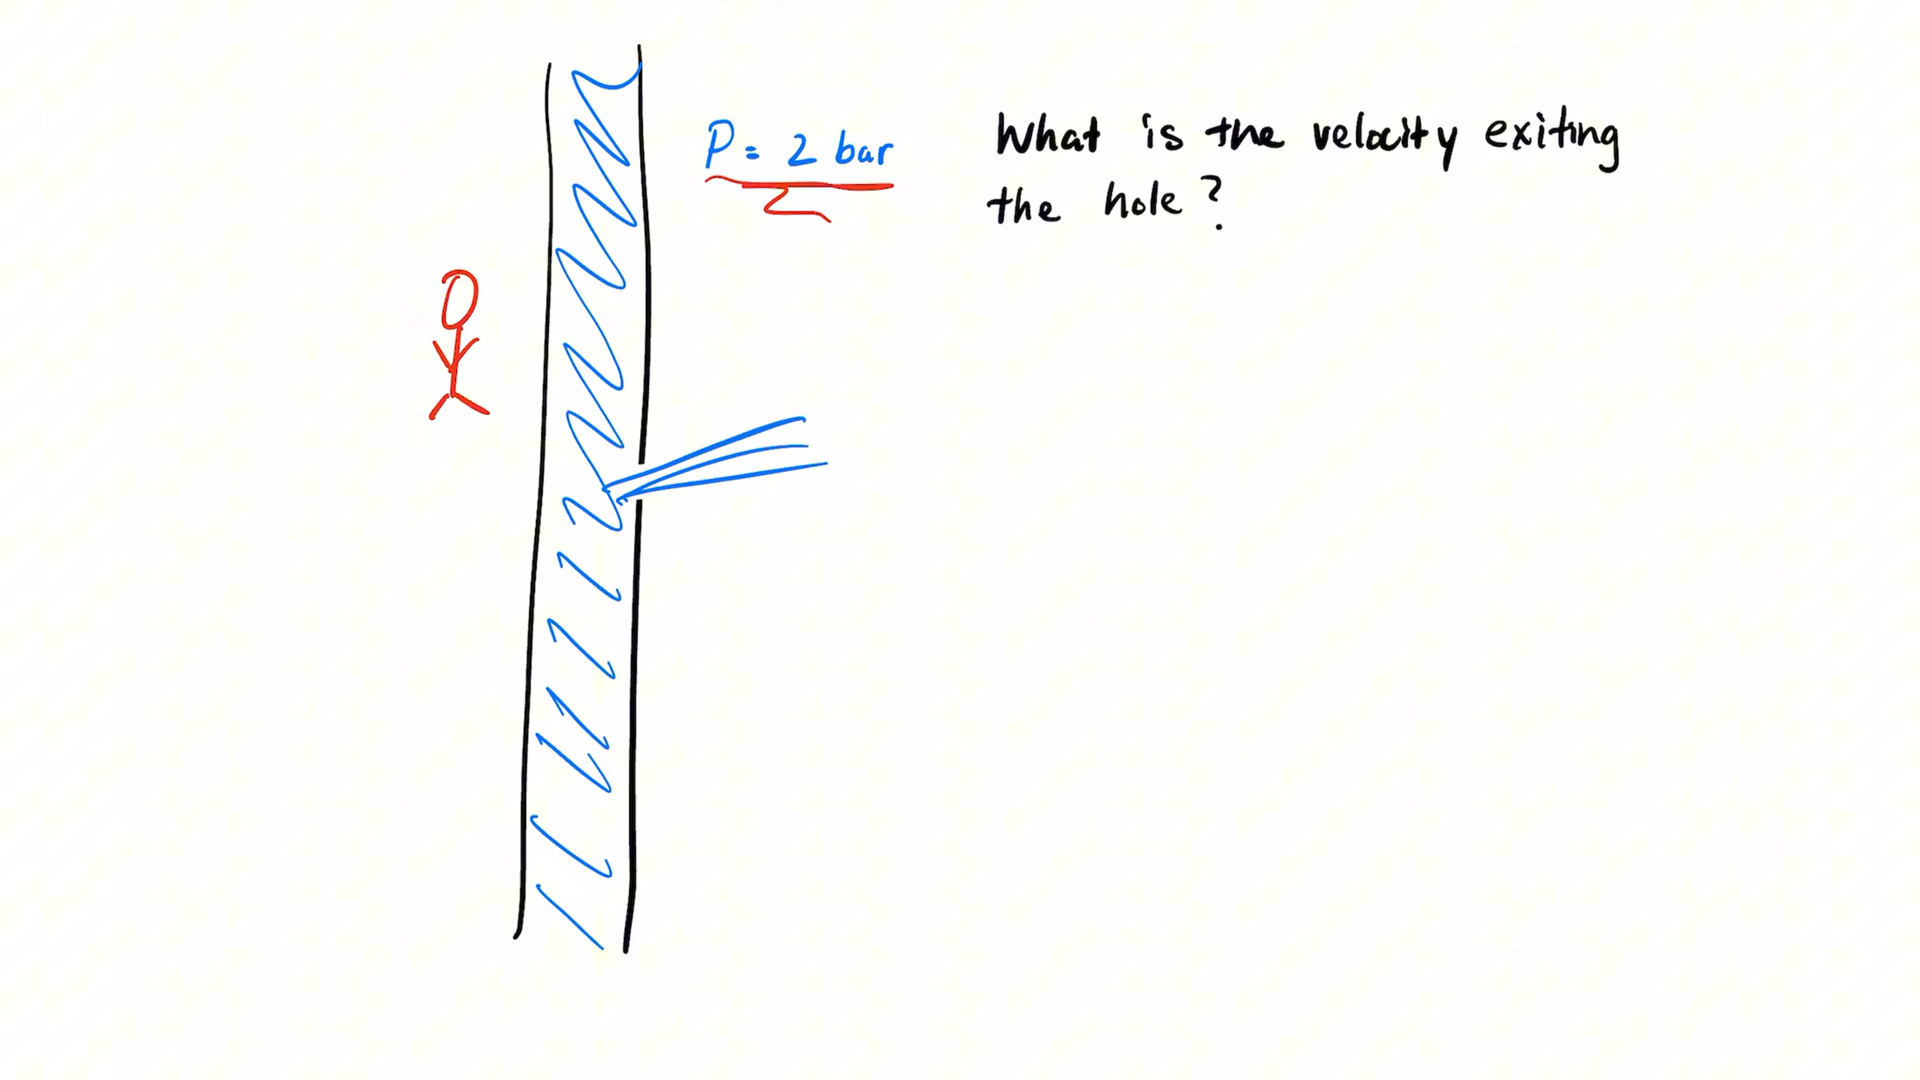 P = 2 bar
What is the velocity exiting
the hole?